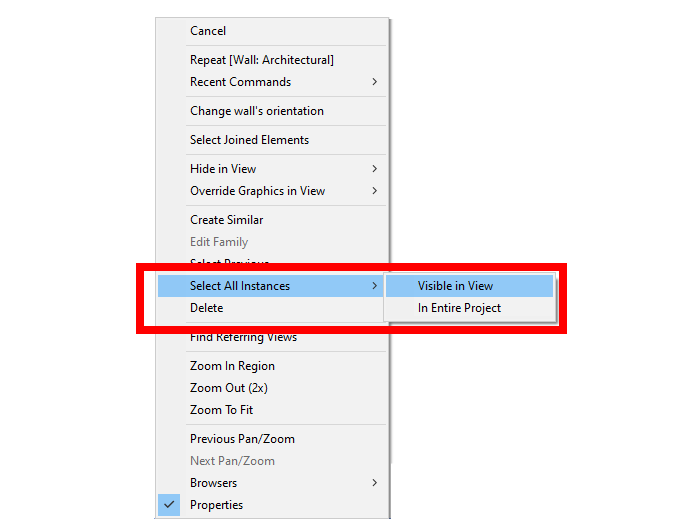 Cancel
Repeat [Wall: Architectural]
Recent Commands
Change wall's orientation
Select Joined Elements
Hide in View
Override Graphics in View
Create Similar
Edit Family
Select Previous
Select All Instances
Visible in View
Delete
In Entire Project
Find Referring Views
Zoom In Region
Zoom Out (2x)
Zoom To Fit
Previous Pan/Zoom
Next Pan/Zoom
Browsers
Properties